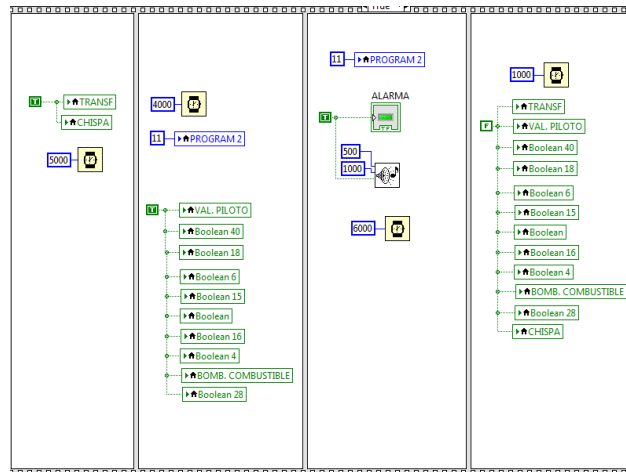 True
T
TRANSF
CHISPA
5000
4000
11
PROGRAM 2
T
VAL. PILOTO
Boolean 40
Boolean 18
Boolean 6
Boolean 15
Boolean
Boolean 16
Boolean 4
BOMB. COMBUSTIBLE
Boolean 28
11
PROGRAM 2
ALARMA
T
TF
500
1000
6000
1000
TRANSF
F
VAL. PILOTO
Boolean 40
Boolean 18
Boolean 6
Boolean 15
Boolean
Boolean 16
Boolean 4
BOMB. COMBUSTIBLE
Boolean 28
CHISPA